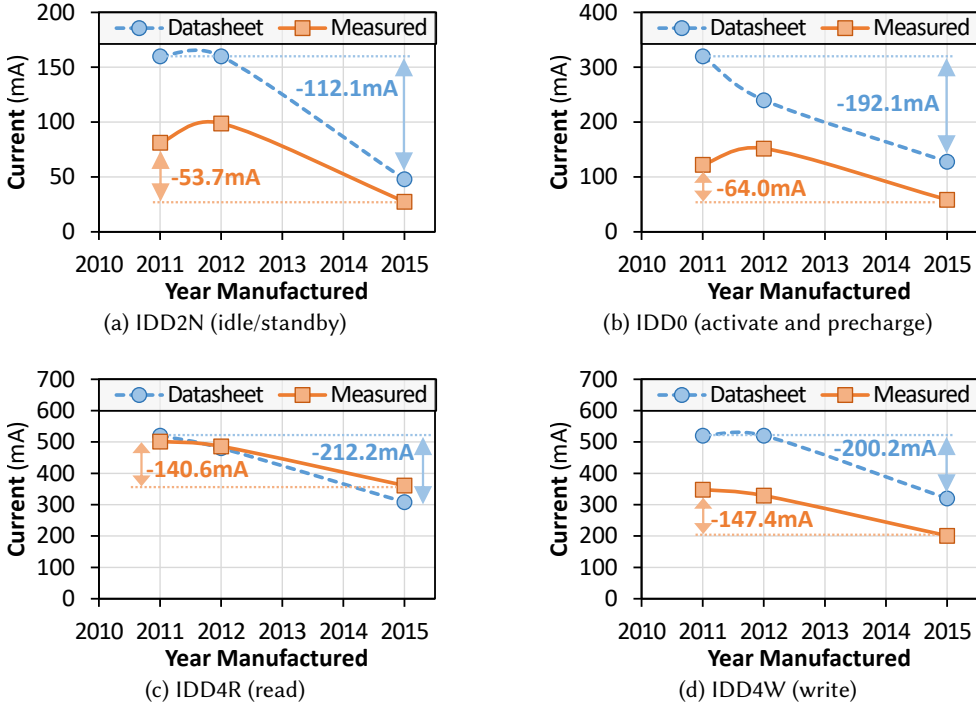 Datasheet Measured
Current (mA)
200
150
100
50
0
-112.1mA
-53.7mA
2010 2011 2012 2013 2014 2015
Year Manufactured
(a) IDD2N (idle/standby)
Datasheet Measured
Current (mA)
400
300
200
100
0
-192.1mA
-64.0mA
2010 2011 2012 2013 2014 2015
Year Manufactured
(b) IDD0 (activate and precharge)
Datasheet Measured
Current (mA)
700
600
500
400
300
200
100
0
-212.2mA
-140.6mA
2010 2011 2012 2013 2014 2015
Year Manufactured
(c) IDD4R (read)
Datasheet Measured
Current (mA)
700
600
500
400
300
200
100
0
-200.2mA
-147.4mA
2010 2011 2012 2013 2014 2015
Year Manufactured
(d) IDD4W (write)